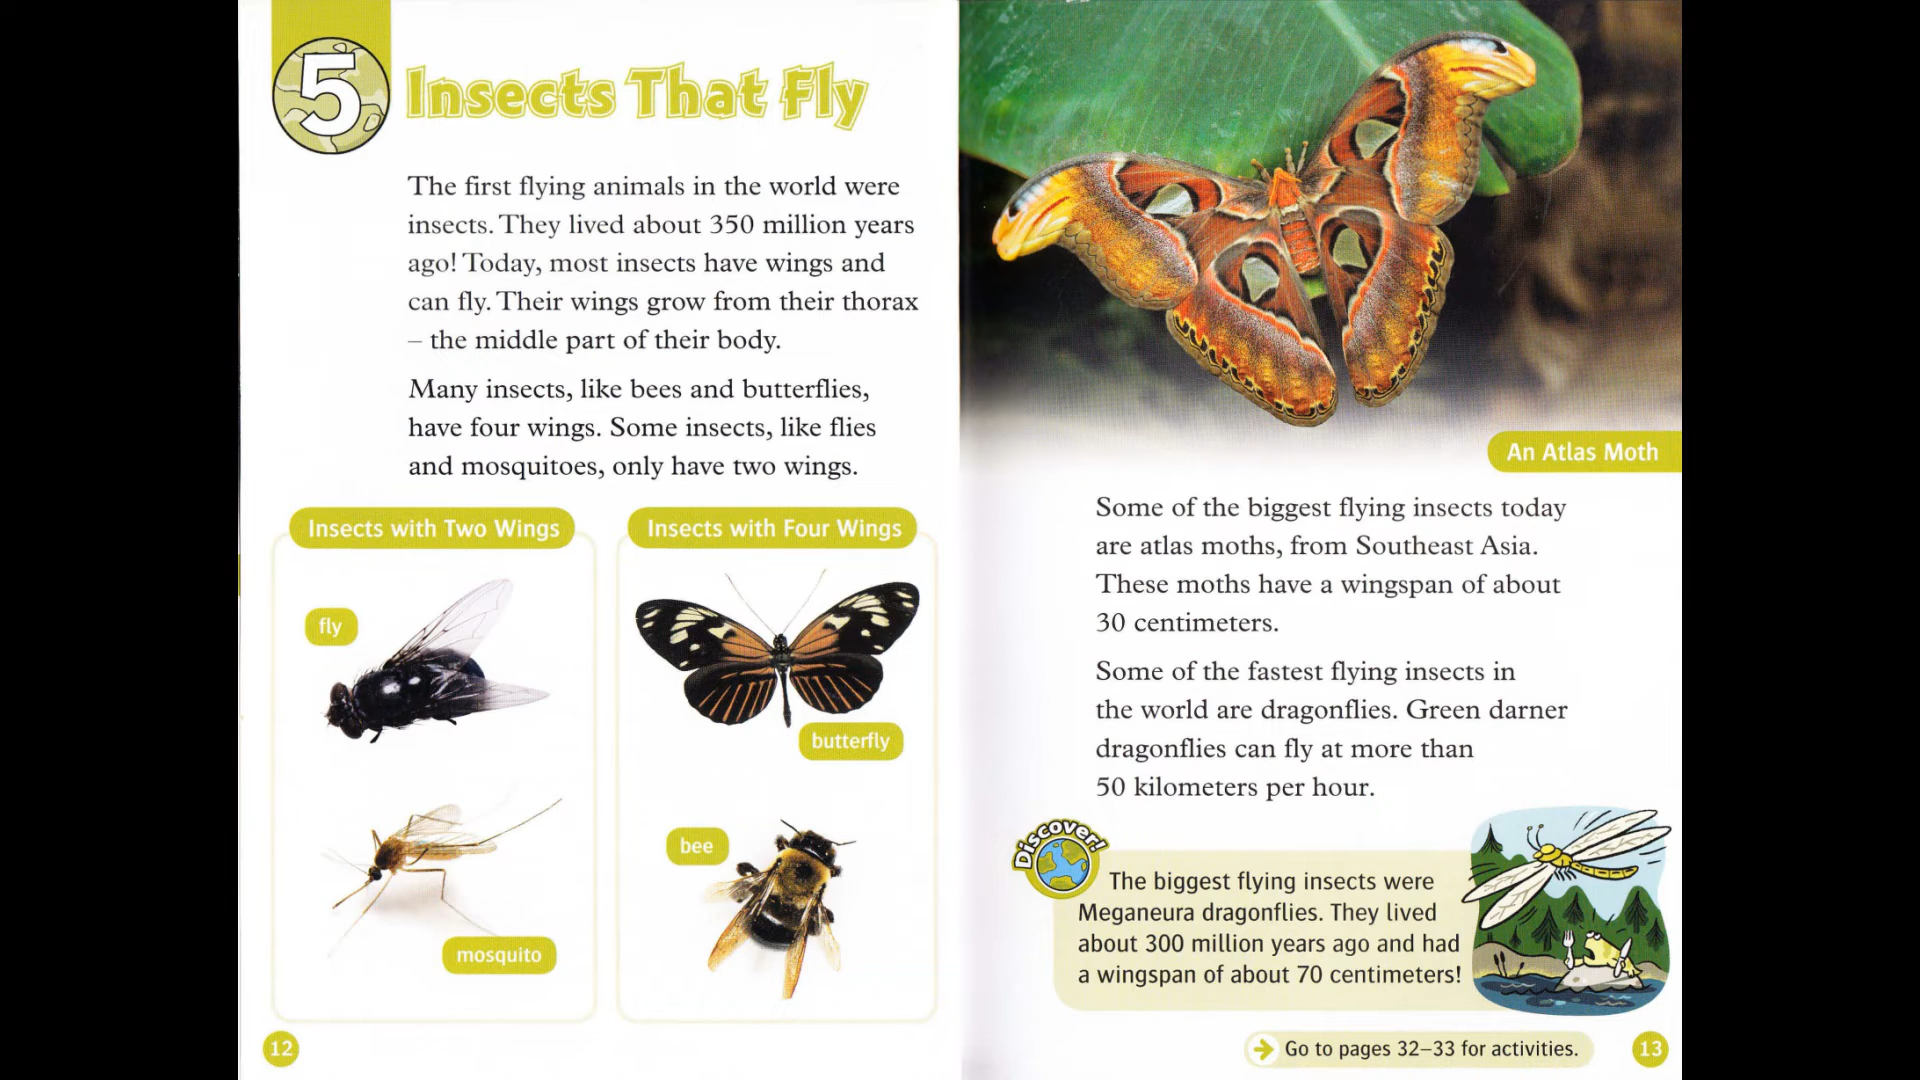 5
Insects That Fly
The first flying animals in the world were
insects. They lived about 350 million years
ago! Today, most insects have wings and
can fly. Their wings grow from their thorax
– the middle part of their body.
Many insects, like bees and butterflies,
have four wings. Some insects, like flies
and mosquitoes, only have two wings.
Insects with Two Wings
fly
mosquito
Insects with Four Wings
butterfly
bee
12
An Atlas Moth
Some of the biggest flying insects today
are atlas moths, from Southeast Asia.
These moths have a wingspan of about
30 centimeters.
Some of the fastest flying insects in
the world are dragonflies. Green darner
dragonflies can fly at more than
50 kilometers per hour.
Discover!
The biggest flying insects were
Meganeura dragonflies. They lived
about 300 million years ago and had
a wingspan of about 70 centimeters!
Go to pages 32–33 for activities.
13